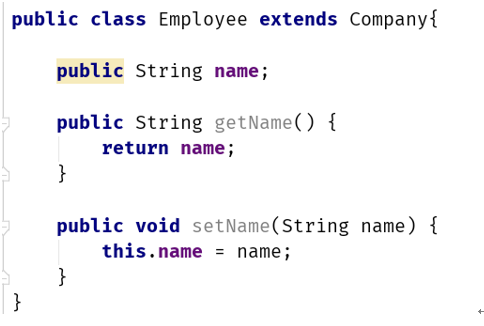 public class Employee extends Company{
public String name;
public String getName() {
return name;
}
public void setName(String name) {
this.name = name;
}
}